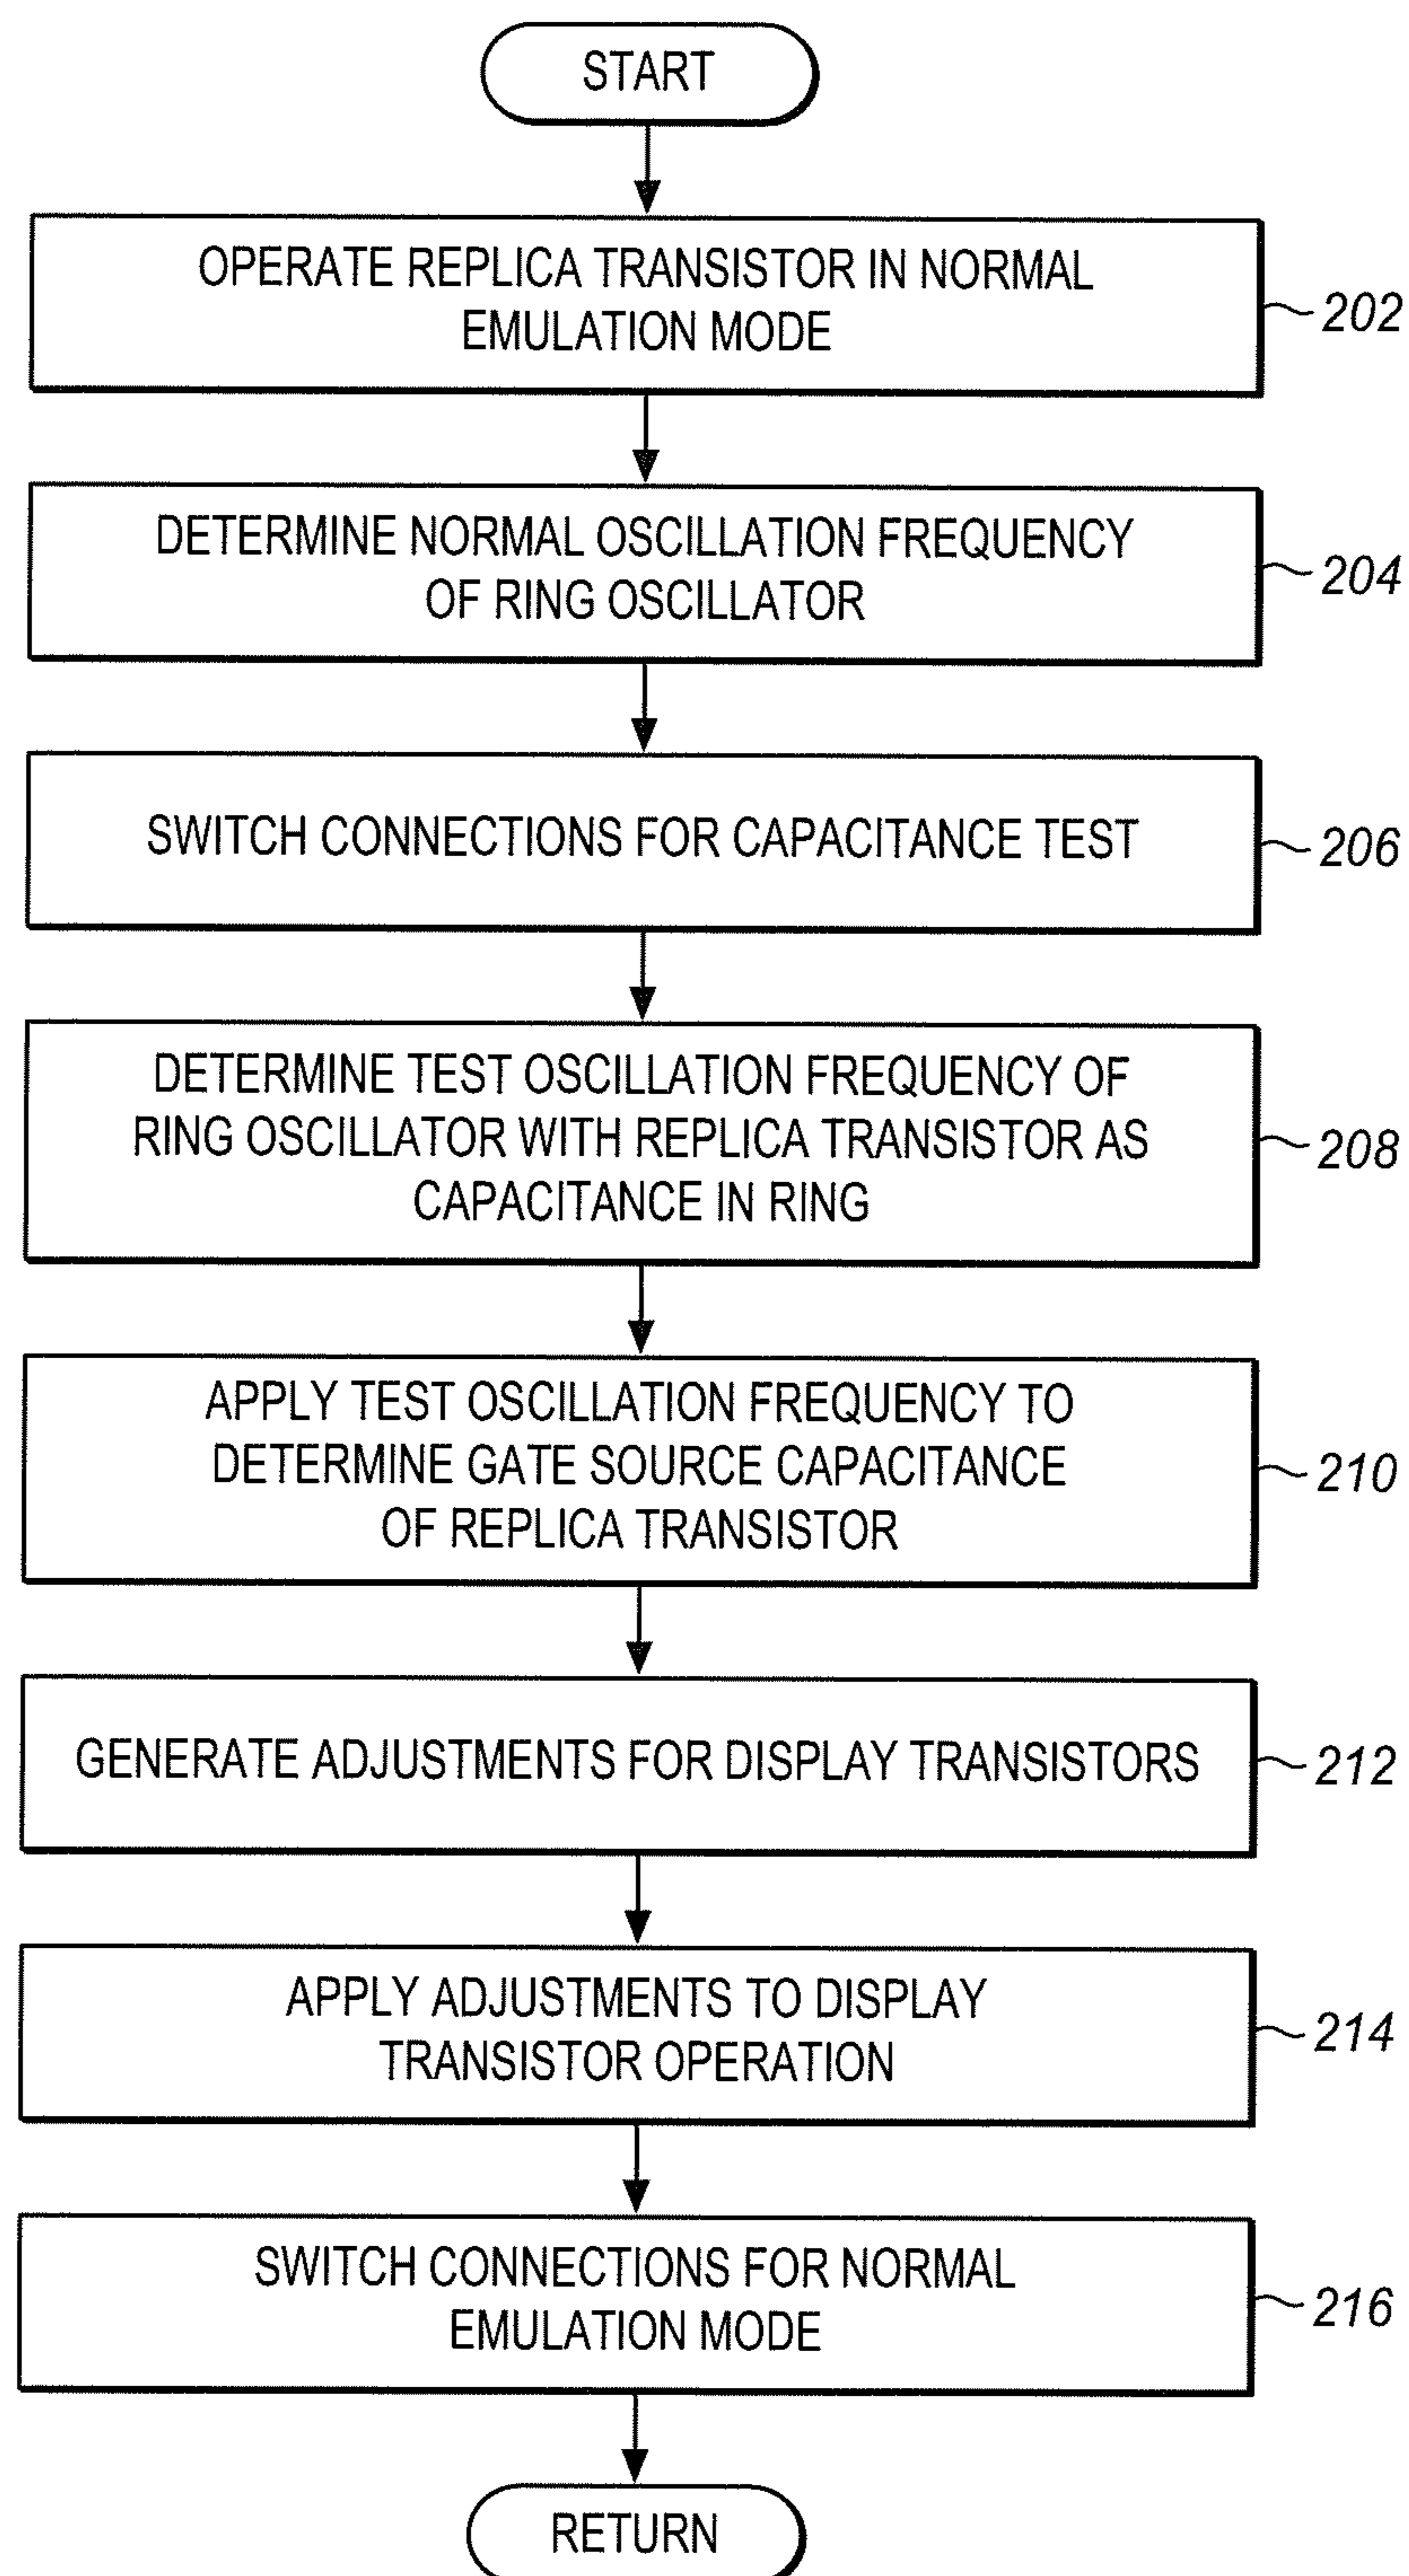 START
OPERATE REPLICA TRANSISTOR IN NORMAL
EMULATION MODE
202
DETERMINE NORMAL OSCILLATION FREQUENCY
OF RING OSCILLATOR
204
SWITCH CONNECTIONS FOR CAPACITANCE TEST
206
DETERMINE TEST OSCILLATION FREQUENCY OF
RING OSCILLATOR WITH REPLICA TRANSISTOR AS
CAPACITANCE IN RING
208
APPLY TEST OSCILLATION FREQUENCY TO
DETERMINE GATE SOURCE CAPACITANCE
OF REPLICA TRANSISTOR
210
GENERATE ADJUSTMENTS FOR DISPLAY TRANSISTORS
212
APPLY ADJUSTMENTS TO DISPLAY
TRANSISTOR OPERATION
214
SWITCH CONNECTIONS FOR NORMAL
EMULATION MODE
216
RETURN